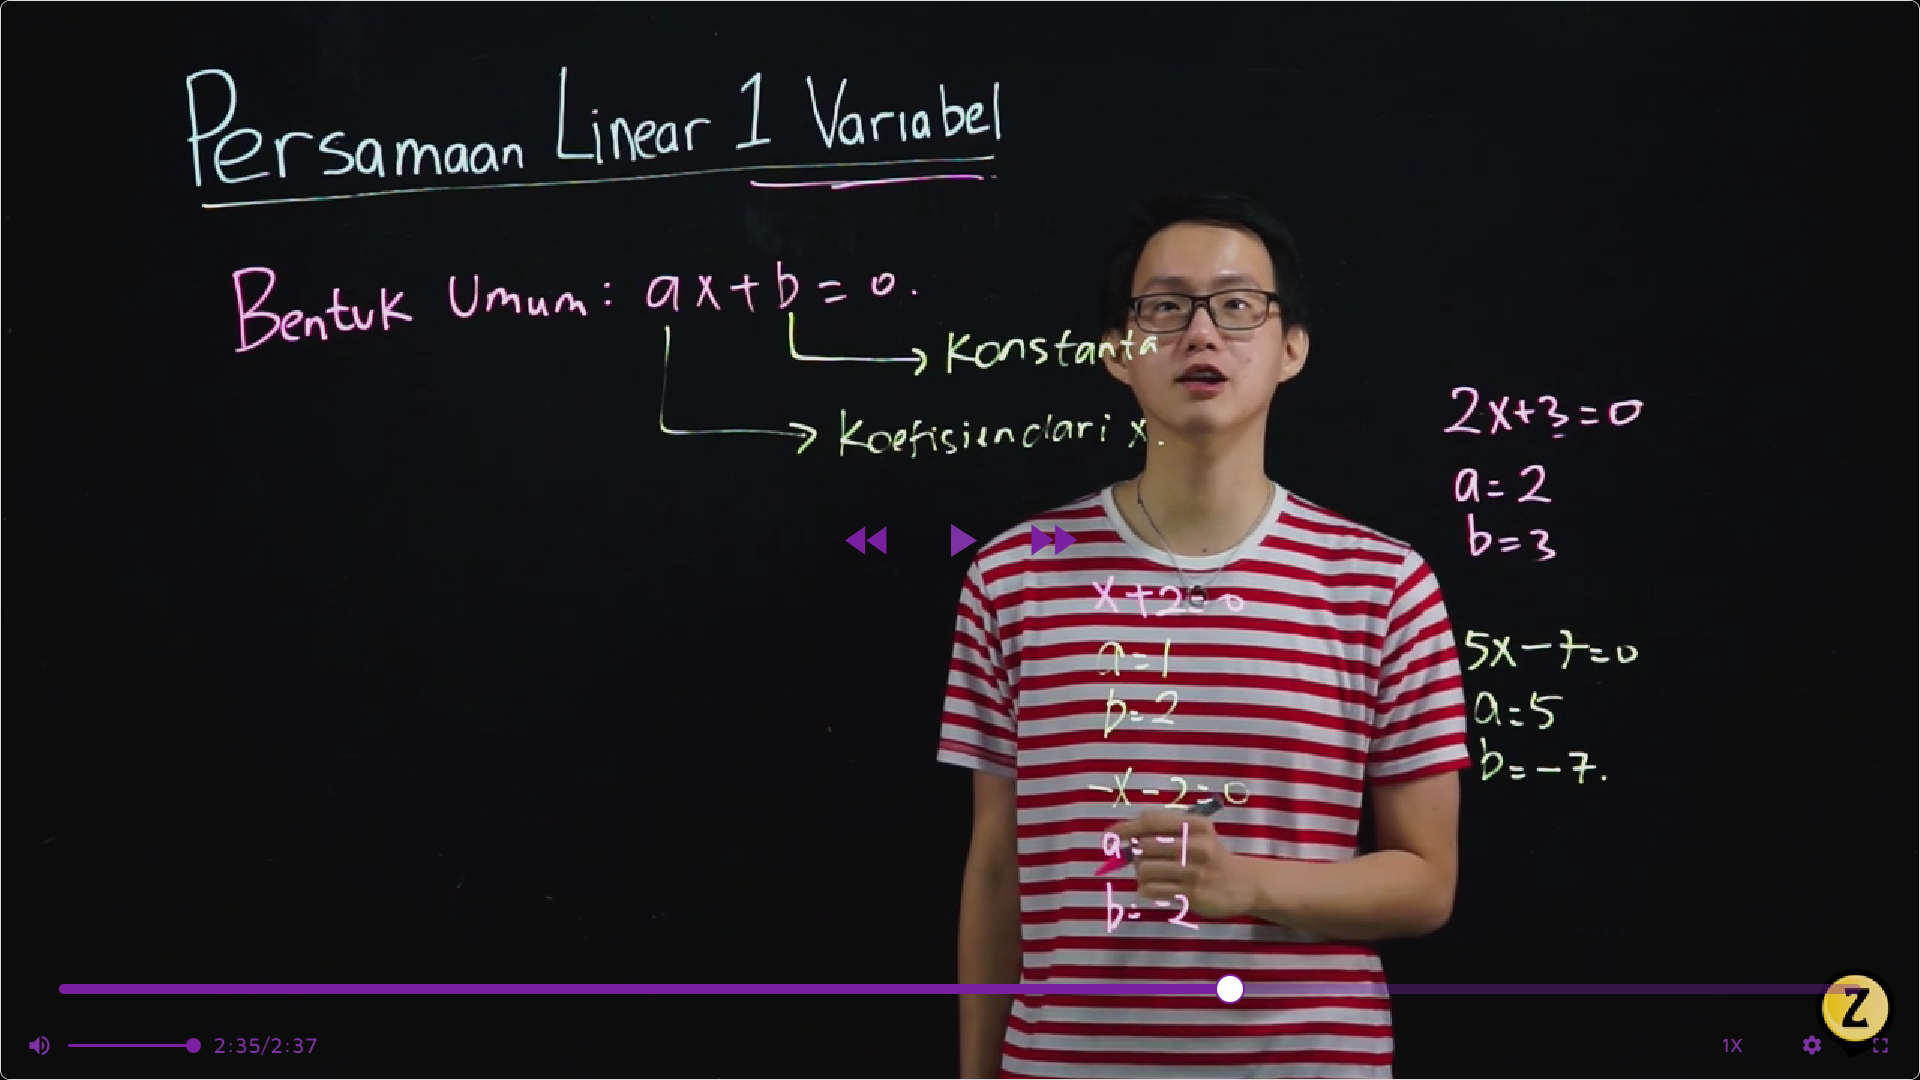 Persamaan Linear 1 Variabel
Bentuk Umum: ax+b=0.
Konstanta
Koefisien dari x.
2x+3=0
a=2
b=3
x+2=0
a=1
b=2
5x-7=0
a=5
b=-7.
-x-2=0
a=-1
b=-2
Z
2:35/2:37
1X